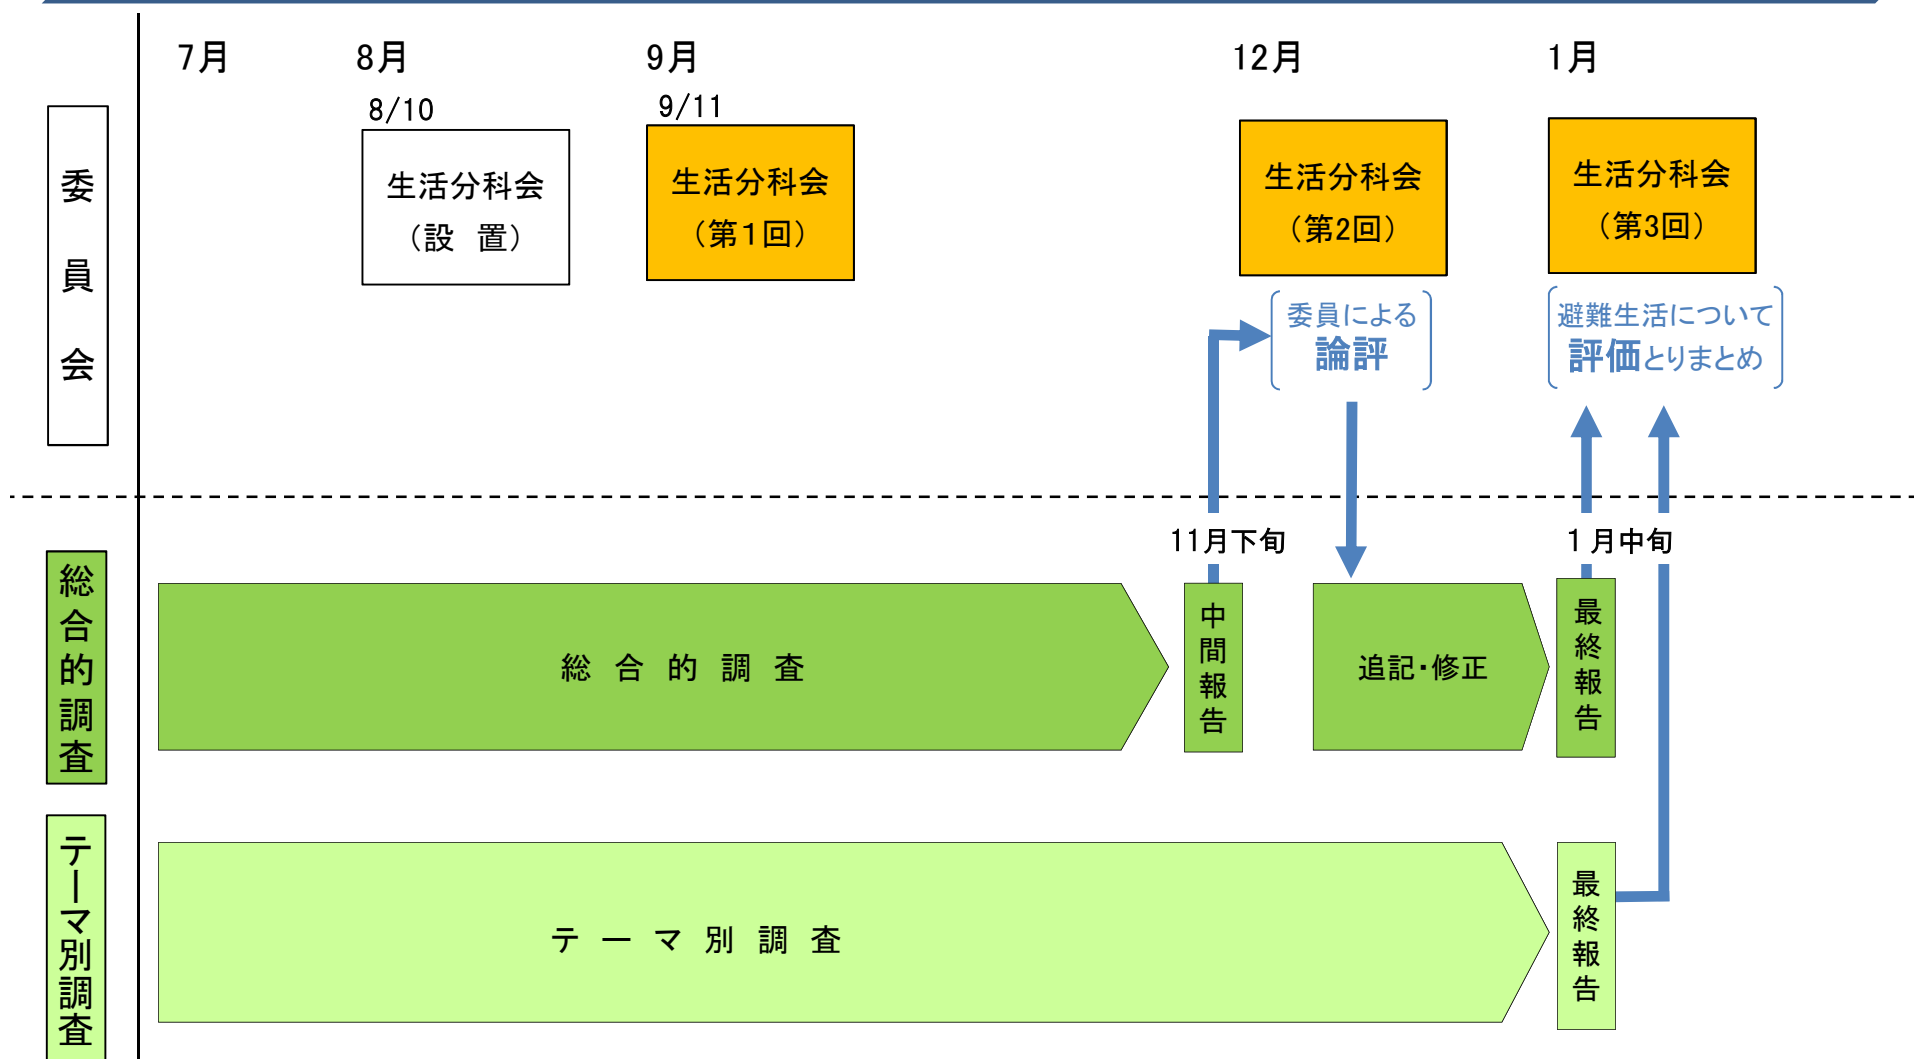 7月
8月
9月
12月
1月
8/10
9/11
委員会
生活分科会
（設 置）
生活分科会
（第1回）
生活分科会
（第2回）
生活分科会
（第3回）
委員による
論評
避難生活について
評価とりまとめ
11月下旬
1月中旬
総合的調査
総 合 的 調 査
中間報告
追記・修正
最終報告
テーマ別調査
テ ー マ 別 調 査
最終報告